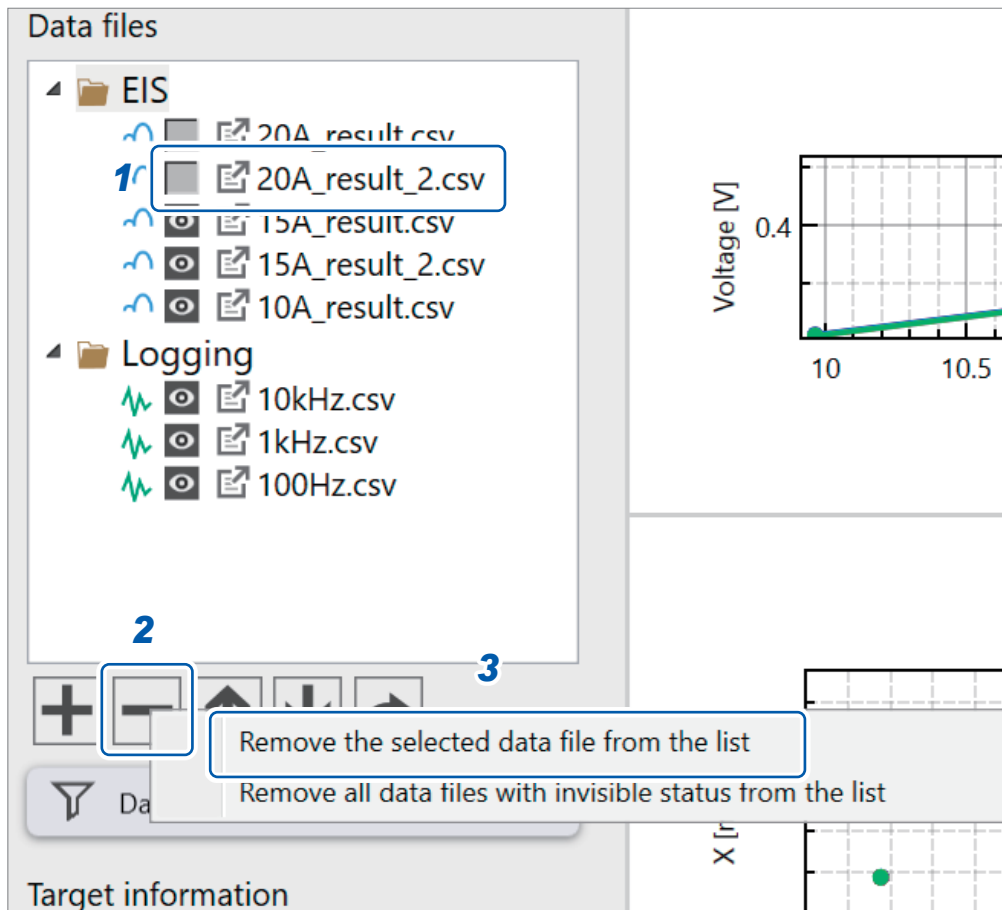 Data files
EIS
20A_result.csv
1
20A_result_2.csv
15A_result.csv
15A_result_2.csv
10A_result.csv
Logging
10kHz.csv
1kHz.csv
100Hz.csv
2
3
Remove the selected data file from the list
Remove all data files with invisible status from the list
Da
Target information
Voltage [V]
0.4
10
10.5
X [